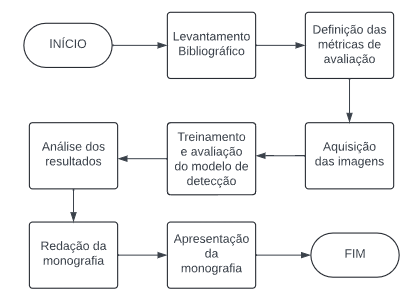 INÍCIO
Levantamento
Bibliográfico
Definição das
métricas de
avaliação
Aquisição
das imagens
Treinamento
e avaliação
do modelo de
detecção
Análise dos
resultados
Redação da
monografia
Apresentação
da
monografia
FIM